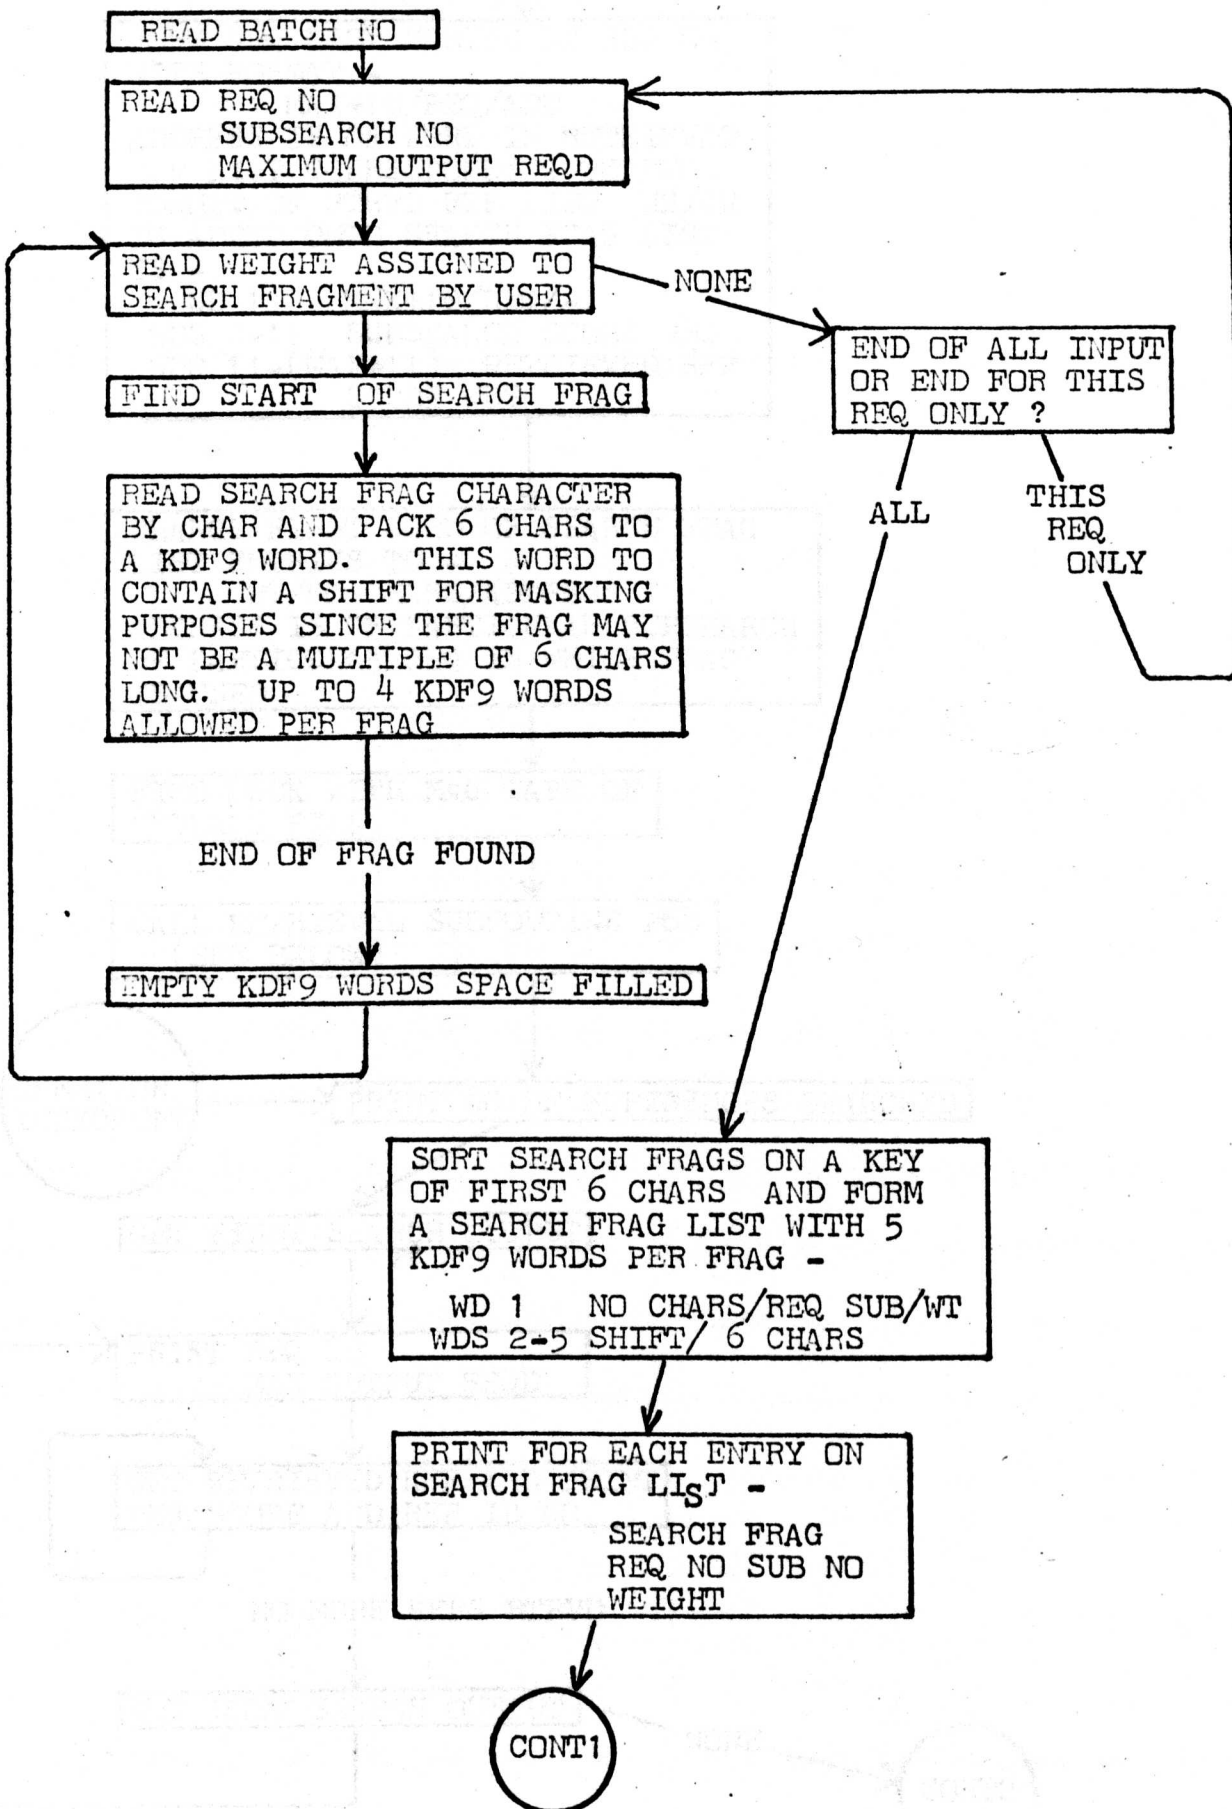 READ BATCH NO
READ REQ NO
SUBSEARCH NO
MAXIMUM OUTPUT REQD
READ WEIGHT ASSIGNED TO
SEARCH FRAGMENT BY USER
NONE
END OF ALL INPUT
OR END FOR THIS
REQ ONLY ?
FIND START OF SEARCH FRAG
READ SEARCH FRAG CHARACTER
BY CHAR AND PACK 6 CHARS TO
A KDF9 WORD. THIS WORD TO
CONTAIN A SHIFT FOR MASKING
PURPOSES SINCE THE FRAG MAY
NOT BE A MULTIPLE OF 6 CHARS
LONG. UP TO 4 KDF9 WORDS
ALLOWED PER FRAG
ALL
THIS
REQ
ONLY
END OF FRAG FOUND
EMPTY KDF9 WORDS SPACE FILLED
SORT SEARCH FRAGS ON A KEY
OF FIRST 6 CHARS AND FORM
A SEARCH FRAG LIST WITH 5
KDF9 WORDS PER FRAG -
WD 1 NO CHARS/REQ SUB/WT
WDS 2-5 SHIFT/ 6 CHARS
PRINT FOR EACH ENTRY ON
SEARCH FRAG LIST -
SEARCH FRAG
REQ NO SUB NO
WEIGHT
CONT1